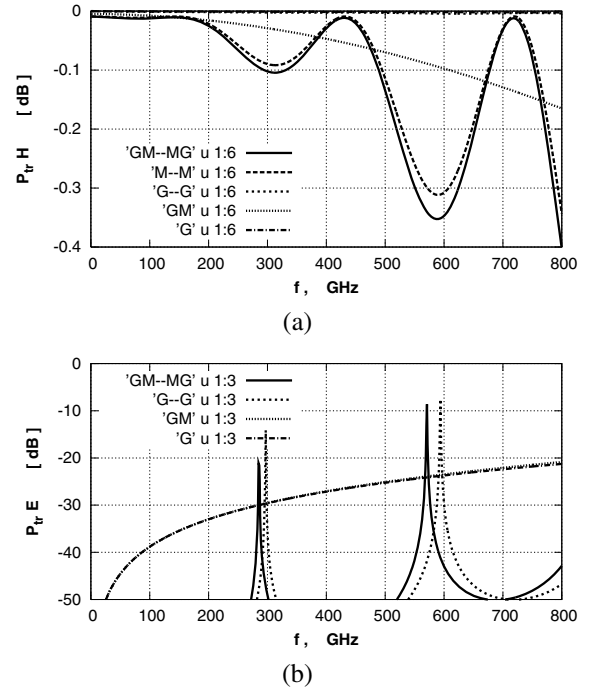 0
-0.1
-0.2
-0.3
-0.4
P_tr H [ dB]
'GM--MG' u 1:6
'M--M' u 1:6
'G--G' u 1:6
'GM' u 1:6
'G' u 1:6
0 100 200 300 400 500 600 700 800
f , GHz
(a)
0
-10
-20
-30
-40
-50
P_tr E [ dB]
'GM--MG' u 1:3
'G--G' u 1:3
'GM' u 1:3
'G' u 1:3
0 100 200 300 400 500 600 700 800
f , GHz
(b)